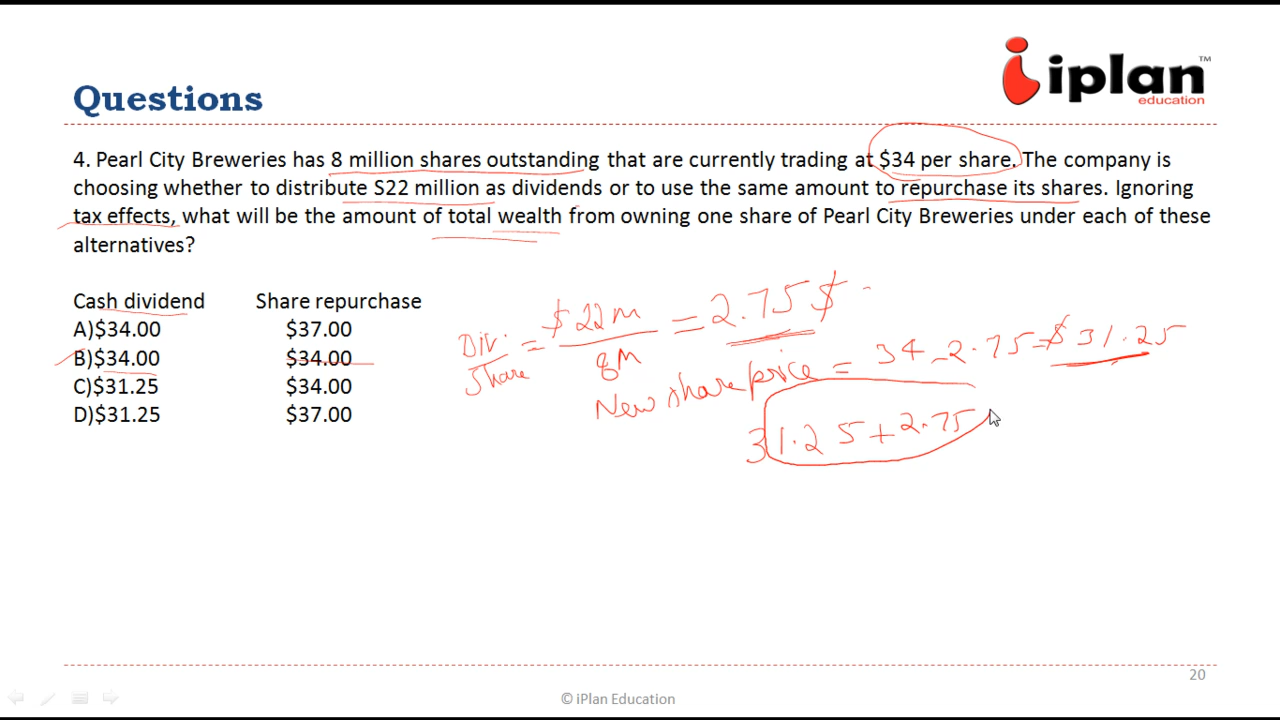 Questions
iplan™
education
4. Pearl City Breweries has 8 million shares outstanding that are currently trading at $34 per share. The company is
choosing whether to distribute $22 million as dividends or to use the same amount to repurchase its shares. Ignoring
tax effects, what will be the amount of total wealth from owning one share of Pearl City Breweries under each of these
alternatives?
Cash dividend Share repurchase
A)$34.00 $37.00
B)$34.00 $34.00
C)$31.25 $34.00
D)$31.25 $37.00
Div. / Share = $22m / 8M = 2.75$
New share price = 34-2.75=$31.25
31.25+2.75
20
© iPlan Education